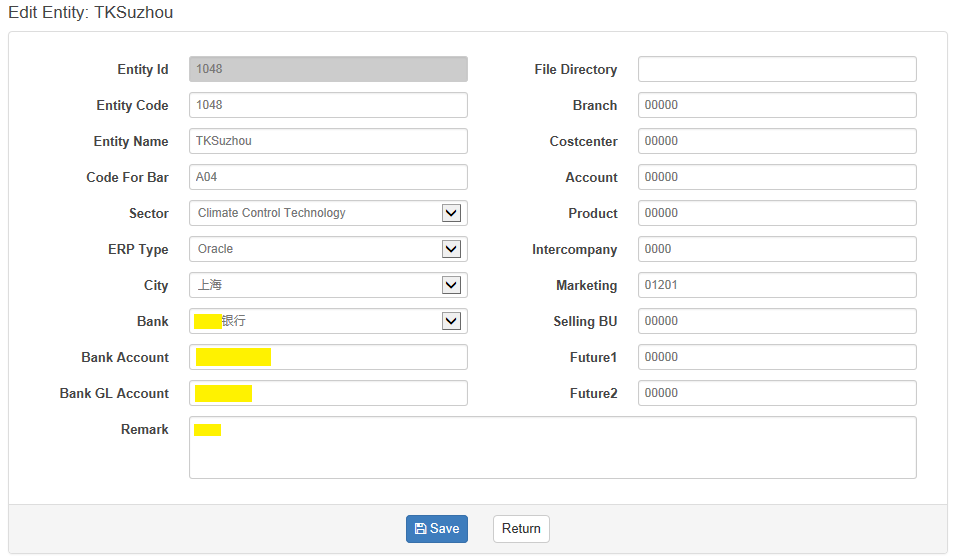 Edit Entity: TKSuzhou
Entity Id 1048 File Directory
Entity Code 1048 Branch 00000
Entity Name TKSuzhou Costcenter 00000
Code For Bar A04 Account 00000
Sector Climate Control Technology Product 00000
ERP Type Oracle Intercompany 0000
City 上海 Marketing 01201
Bank 银行 Selling BU 00000
Bank Account Future1 00000
Bank GL Account Future2 00000
Remark
Save Return